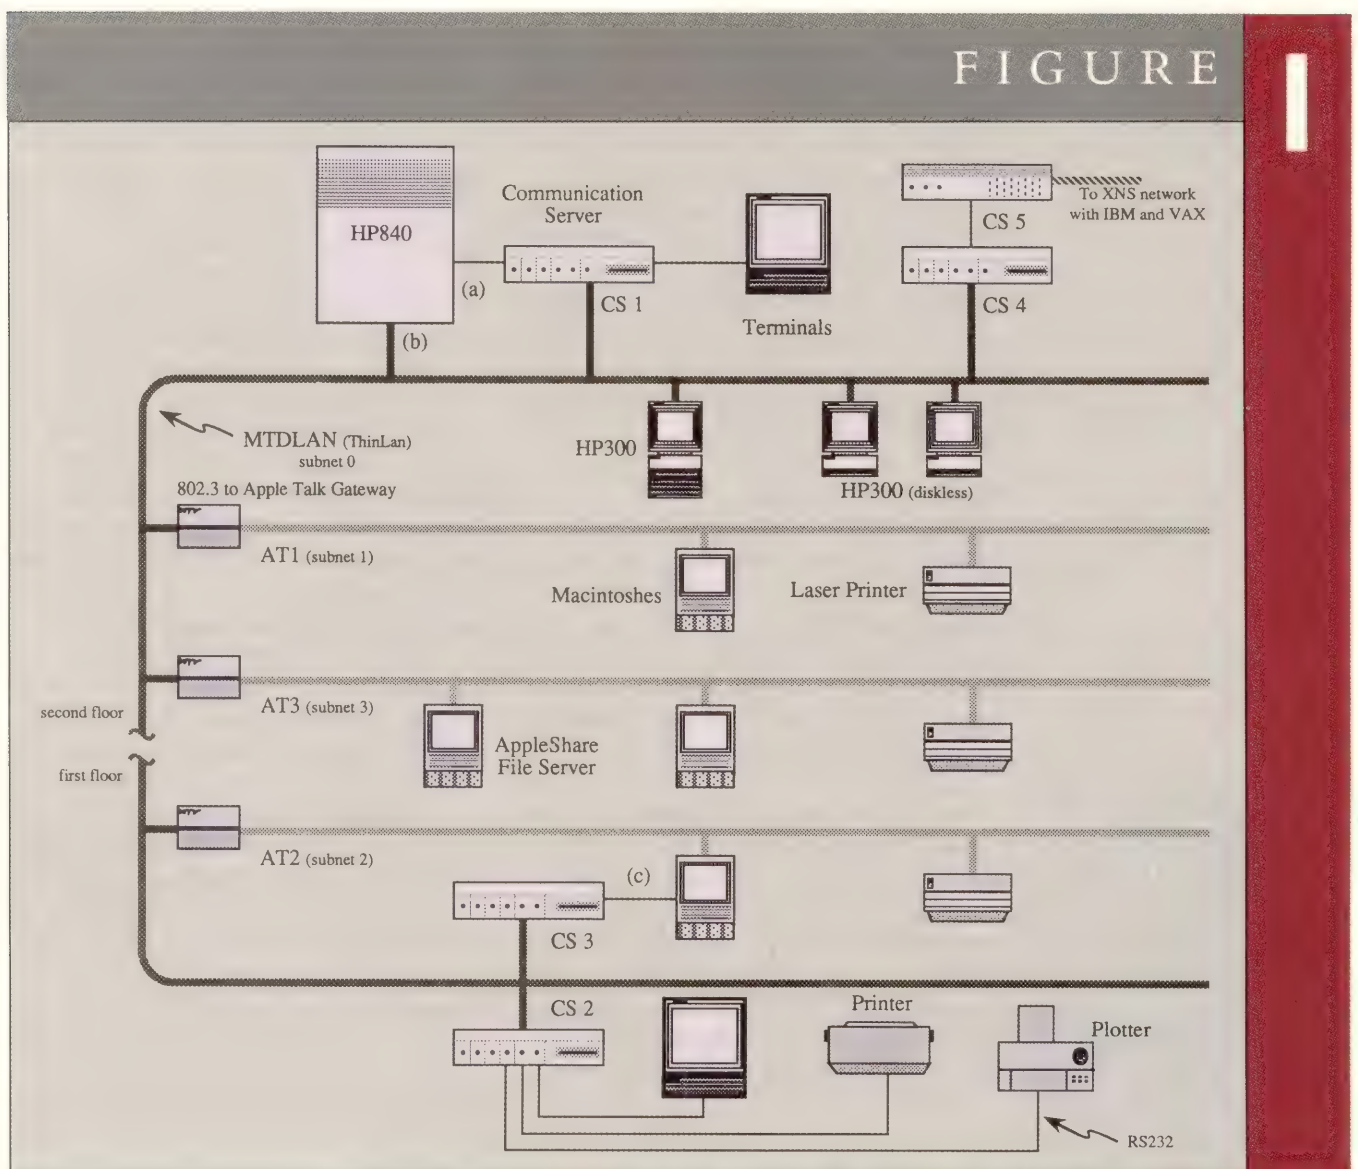 FIGURE
1
HP840
Communication
Server
To XNS network
with IBM and VAX
CS 5
(a)
CS 1
CS 4
Terminals
(b)
MTDLAN (ThinLan)
subnet 0
HP300
HP300 (diskless)
802.3 to Apple Talk Gateway
AT1 (subnet 1)
Macintoshes
Laser Printer
AT3 (subnet 3)
second floor
AppleShare
File Server
first floor
AT2 (subnet 2)
(c)
CS 3
CS 2
Printer
Plotter
RS232